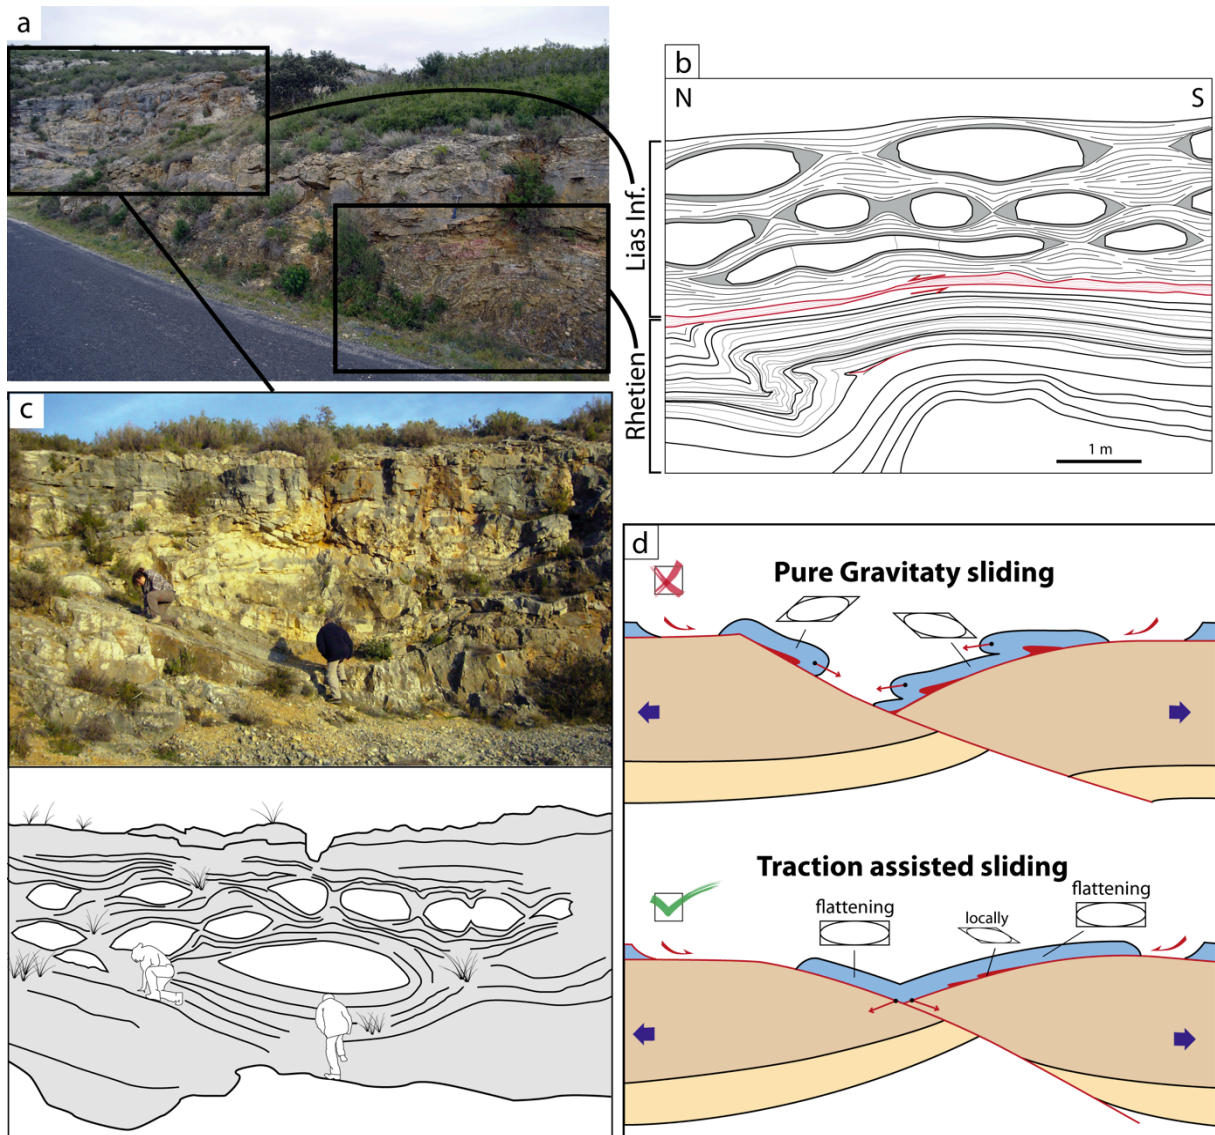 a
b
N S
Lias Inf.
Rhetien
1 m
c
d
Pure Gravitaty sliding
Traction assisted sliding
flattening
locally
flattening